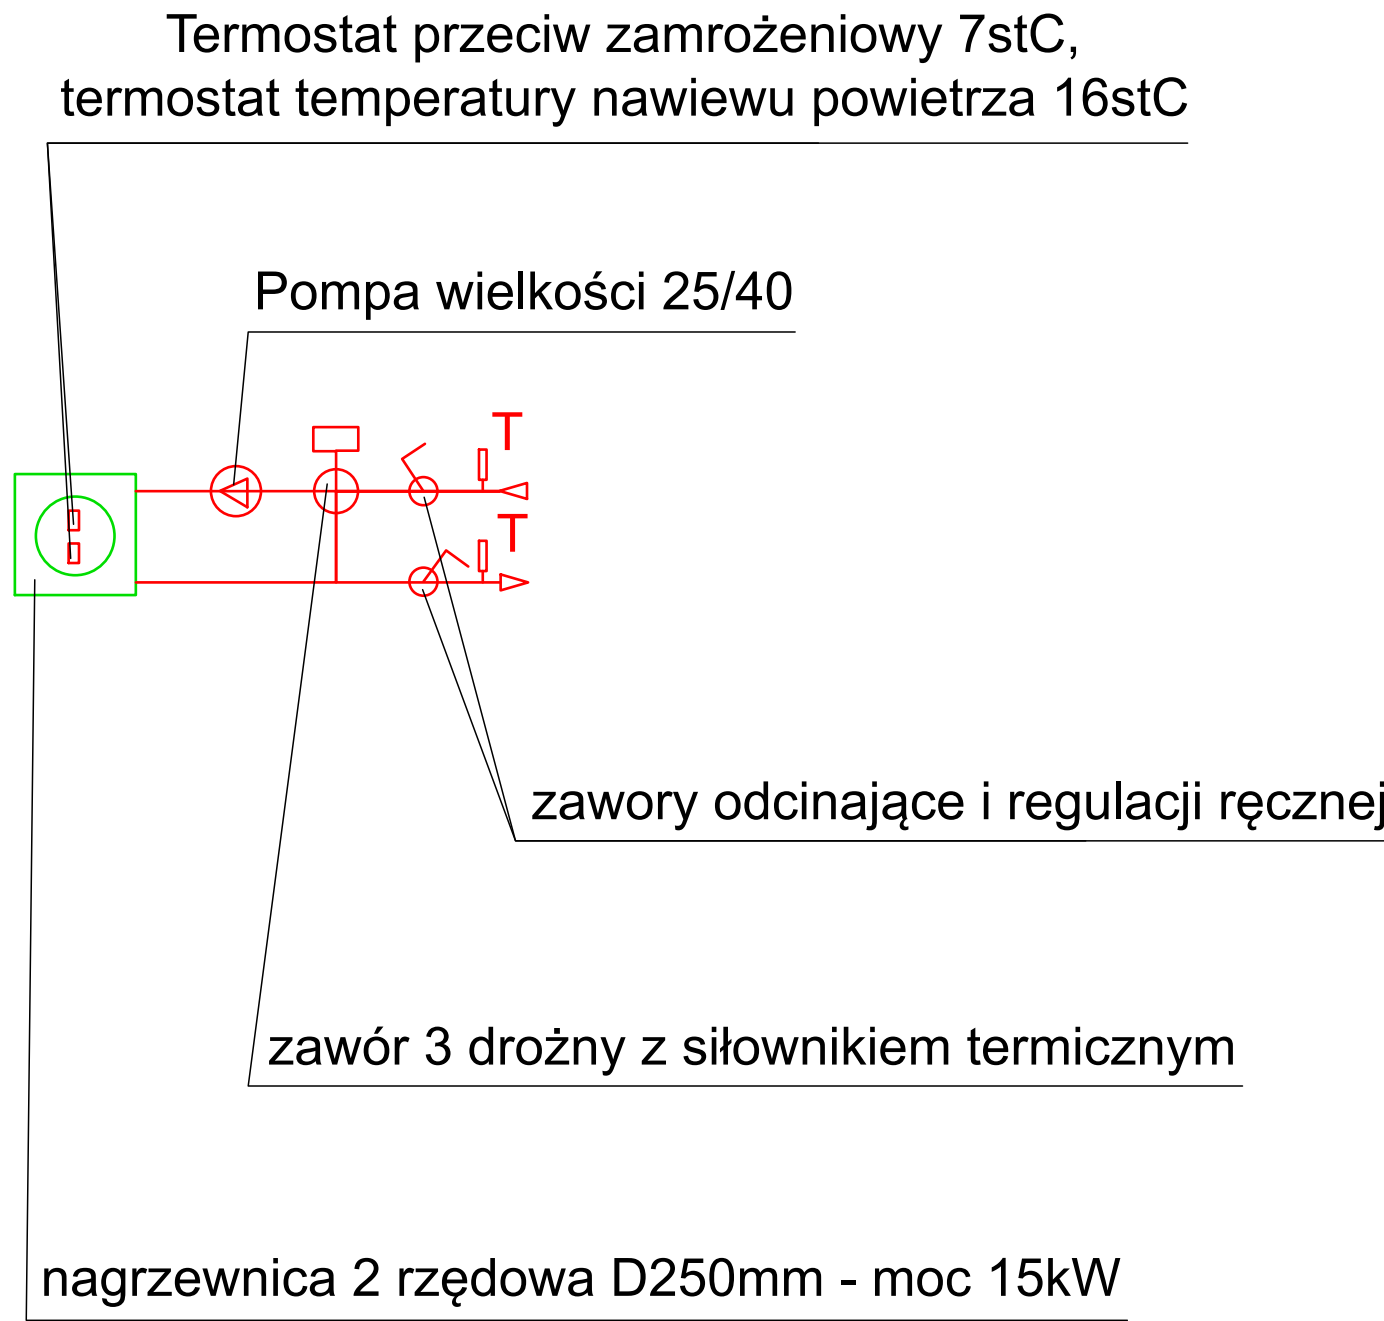 Termostat przeciw zamrożeniowy 7stC,
termostat temperatury nawiewu powietrza 16stC
Pompa wielkości 25/40
T
T
zawory odcinające i regulacji ręcznej
zawór 3 drożny z siłownikiem termicznym
nagrzewnica 2 rzędowa D250mm - moc 15kW